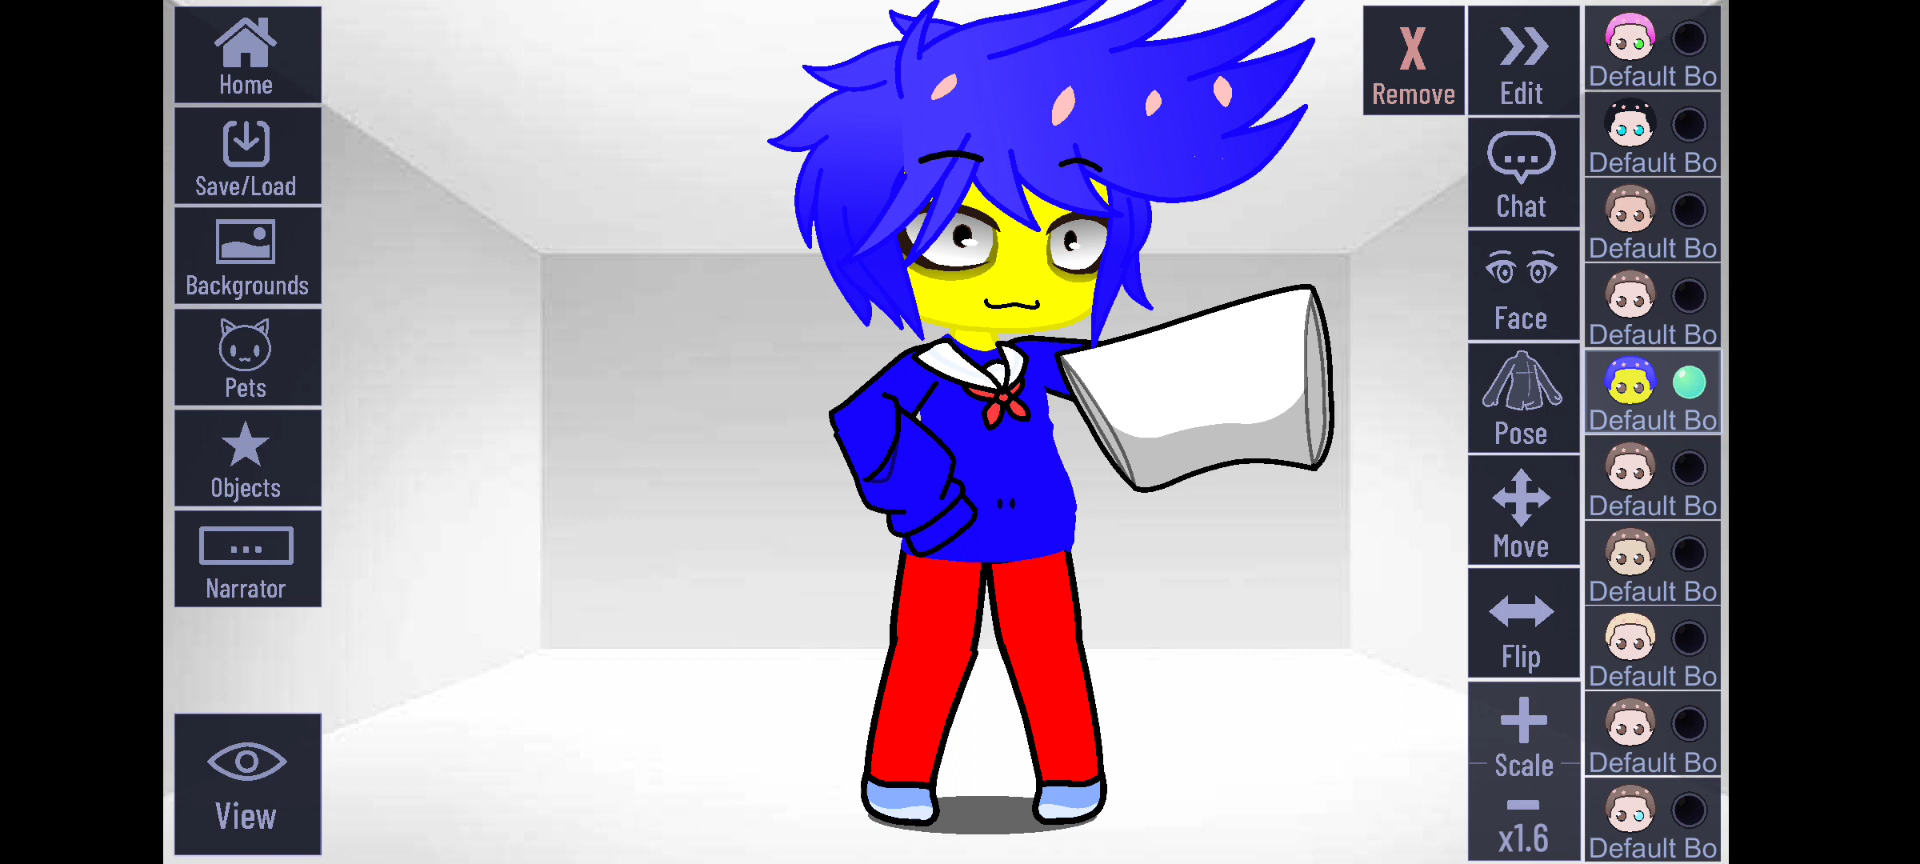 Home
Save/Load
Backgrounds
Pets
Objects
...
Narrator
View
X
Remove
Edit
...
Chat
Face
Pose
Move
Flip
Scale
x1.6
Default Bo
Default Bo
Default Bo
Default Bo
Default Bo
Default Bo
Default Bo
Default Bo
Default Bo
Default Bo